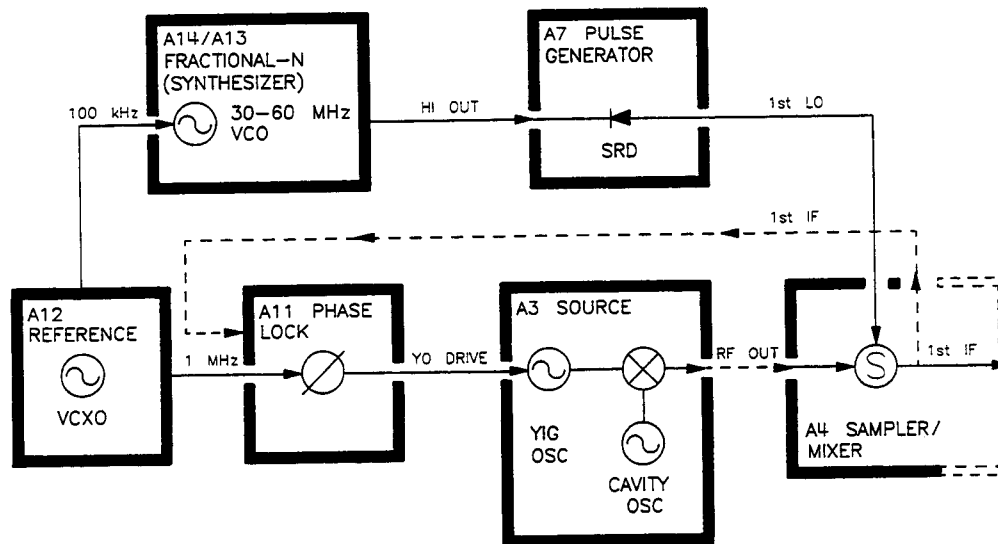 A14/A13
FRACTIONAL-N
(SYNTHESIZER)
30-60 MHz
VCO
100 kHz
HI OUT
A7 PULSE
GENERATOR
SRD
1st LO
1st IF
A12
REFERENCE
VCXO
1 MHz
A11 PHASE
LOCK
YO DRIVE
A3 SOURCE
YIG
OSC
CAVITY
OSC
RF OUT
S
1st IF
A4 SAMPLER/
MIXER